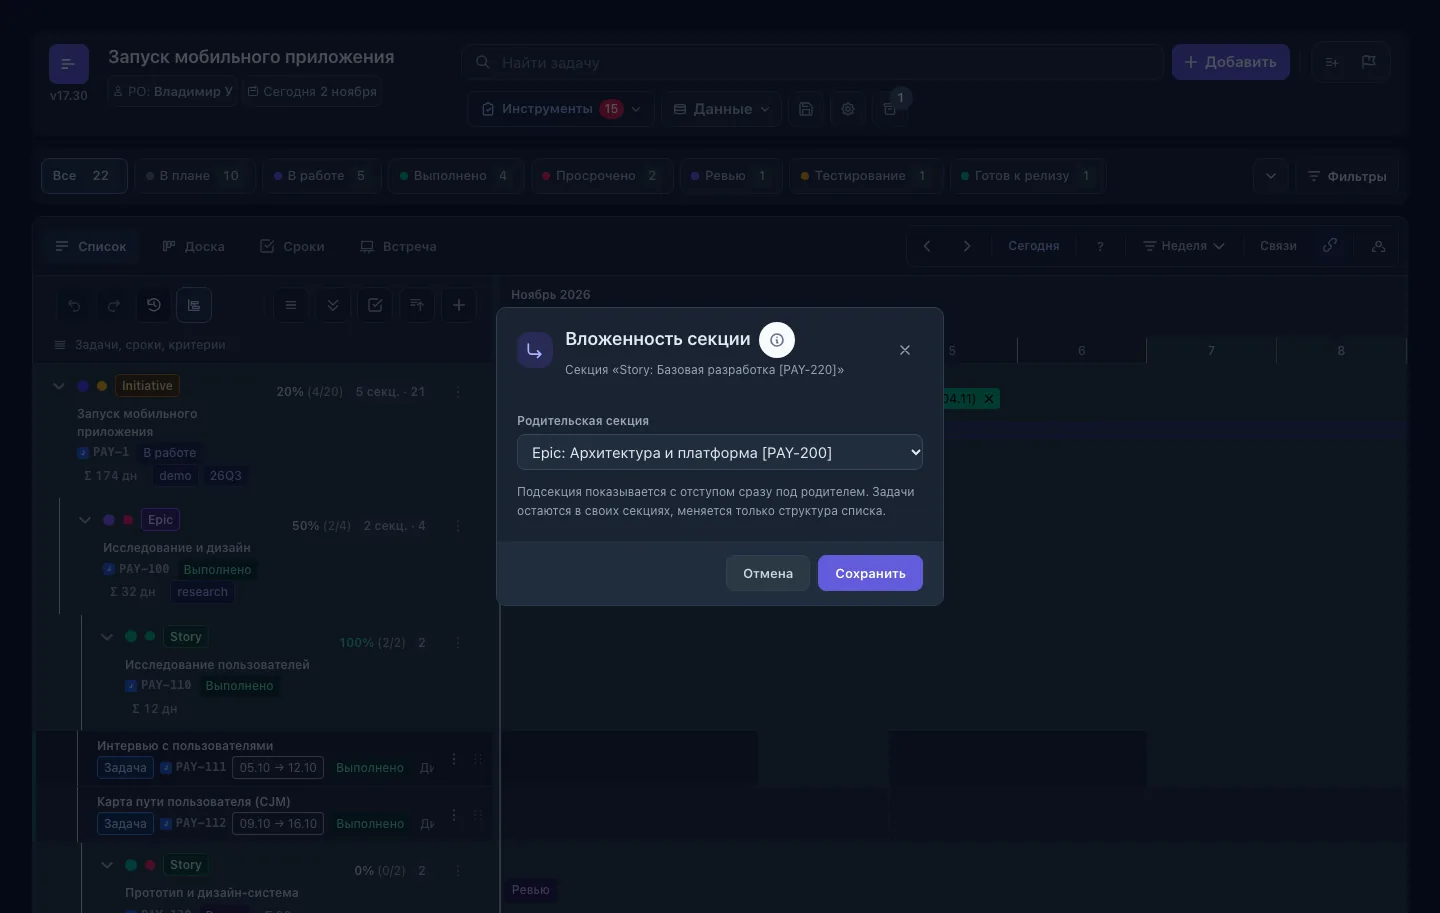 Запуск мобильного приложения
v17.30
PO: Владимир У
Сегодня 2 ноября
Найти задачу
Добавить
Инструменты 15
Данные
1
Все 22
В плане 10
В работе 5
Выполнено 4
Просрочено 2
Ревью 1
Тестирование 1
Готов к релизу 1
Фильтры
Список
Доска
Сроки
Встреча
Сегодня
?
Неделя
Связи
Ноябрь 2026
Задачи, сроки, критерии
5 6 7 8
04.11)
Initiative 20% (4/20) 5 секц. · 21
Запуск мобильного
приложения
PAY-1 В работе
Σ 174 дн demo 26Q3
Epic 50% (2/4) 2 секц. · 4
Исследование и дизайн
PAY-100 Выполнено
Σ 32 дн research
Story 100% (2/2) 2
Исследование пользователей
PAY-110 Выполнено
Σ 12 дн
Интервью с пользователями
Задача PAY-111 05.10 → 12.10 Выполнено
Карта пути пользователя (CJM)
Задача PAY-112 09.10 → 16.10 Выполнено
Story 0% (0/2) 2
Прототип и дизайн-система
Ревью
Вложенность секции
Секция «Story: Базовая разработка [PAY-220]»
Родительская секция
Epic: Архитектура и платформа [PAY-200]
Подсекция показывается с отступом сразу под родителем. Задачи
остаются в своих секциях, меняется только структура списка.
Отмена
Сохранить